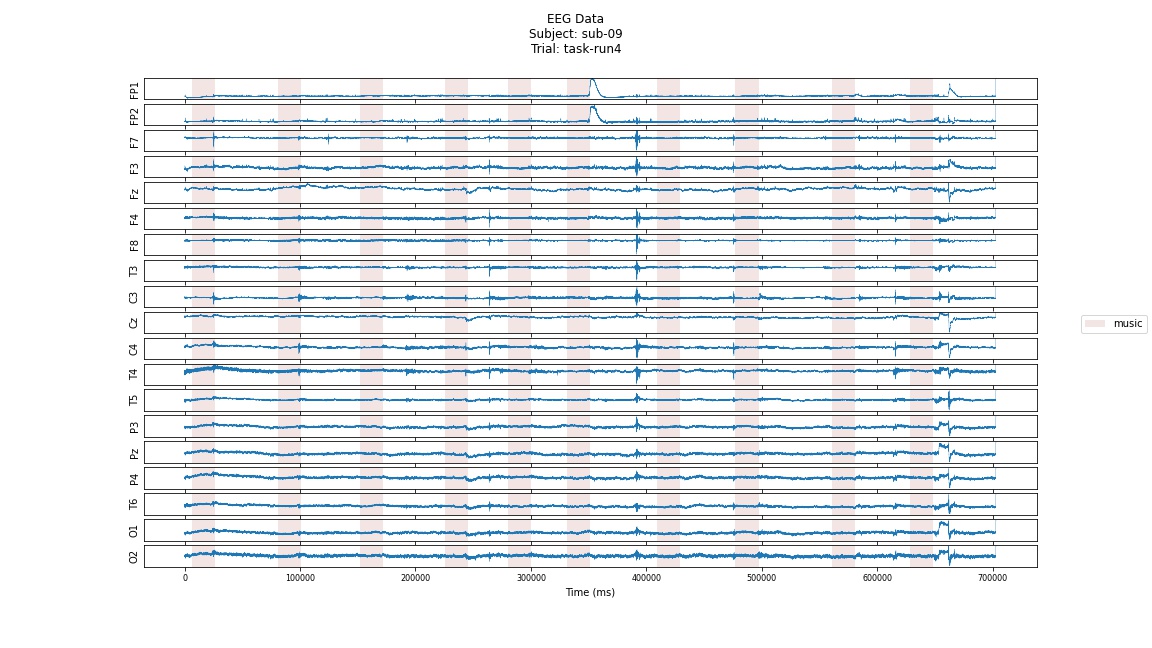 EEG Data
Subject: sub-09
Trial: task-run4
FP1
FP2
F7
F3
Fz
F4
F8
T3
C3
Cz
C4
T4
T5
P3
Pz
P4
T6
O1
O2
music
0 100000 200000 300000 400000 500000 600000 700000
Time (ms)